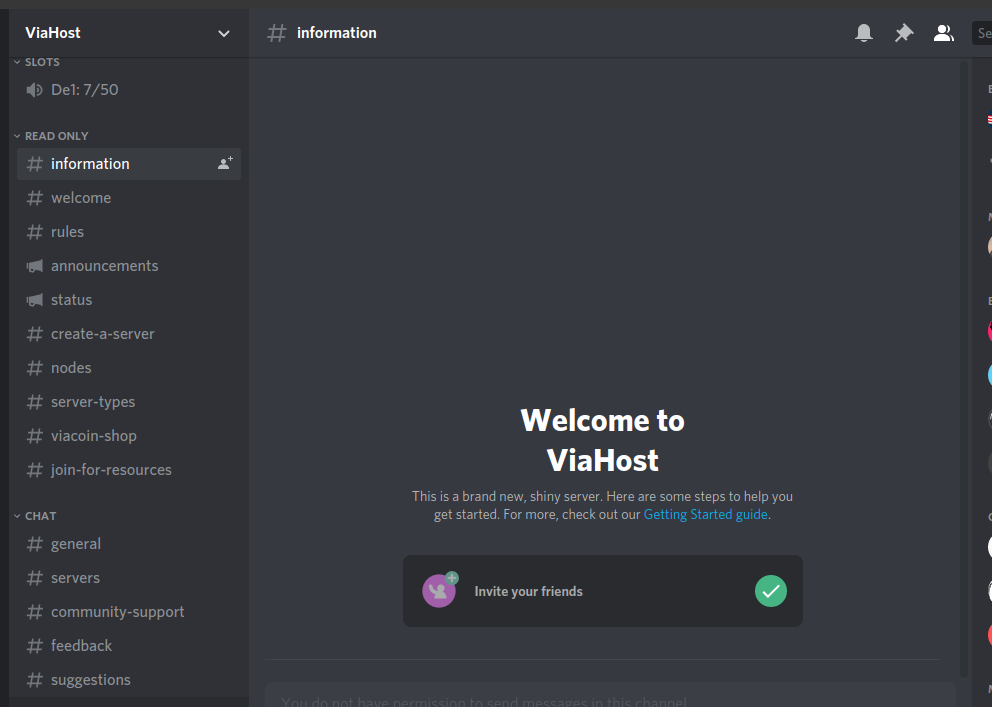 ViaHost
information
Se
SLOTS
De1: 7/50
READ ONLY
information
welcome
rules
announcements
status
create-a-server
nodes
server-types
viacoin-shop
join-for-resources
CHAT
general
servers
community-support
feedback
suggestions
Welcome to
ViaHost
This is a brand new, shiny server. Here are some steps to help you
get started. For more, check out our Getting Started guide.
Invite your friends
You do not have permission to send messages in this channel.